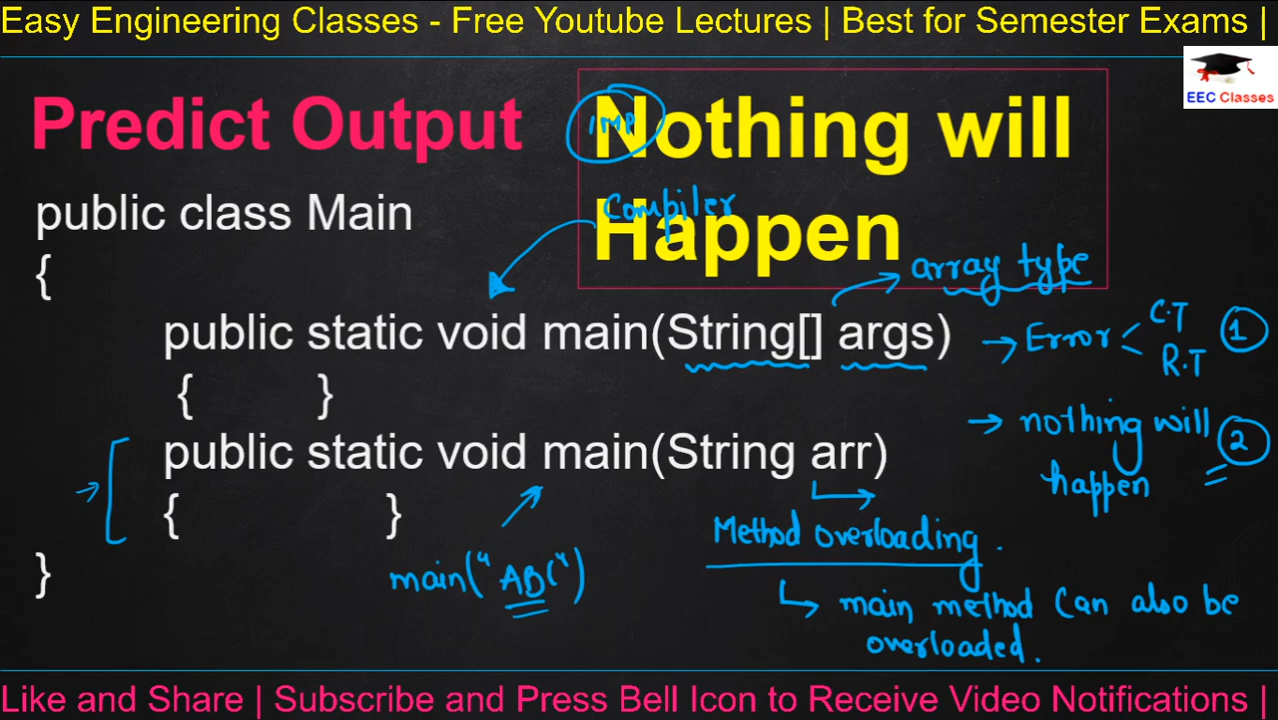 Easy Engineering Classes - Free Youtube Lectures | Best for Semester Exams |
EEC Classes
Predict Output
Nothing will
Happen
IMP
Compiler
public class Main
{
array type
public static void main(String[] args)
→ Error
C.T
R.T
1
{ }
→ nothing will
happen
2
public static void main(String arr)
{ }
Method overloading.
main("ABC")
}
main method can also be
overloaded.
Like and Share | Subscribe and Press Bell Icon to Receive Video Notifications |